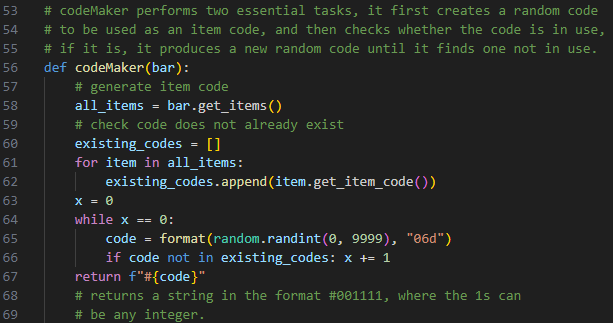 53 # codeMaker performs two essential tasks, it first creates a random code
54 # to be used as an item code, and then checks whether the code is in use,
55 # if it is, it produces a new random code until it finds one not in use.
56 def codeMaker(bar):
57     # generate item code
58     all_items = bar.get_items()
59     # check code does not already exist
60     existing_codes = []
61     for item in all_items:
62         existing_codes.append(item.get_item_code())
63     x = 0
64     while x == 0:
65         code = format(random.randint(0, 9999), "06d")
66         if code not in existing_codes: x += 1
67     return f"#{code}"
68     # returns a string in the format #001111, where the 1s can
69     # be any integer.